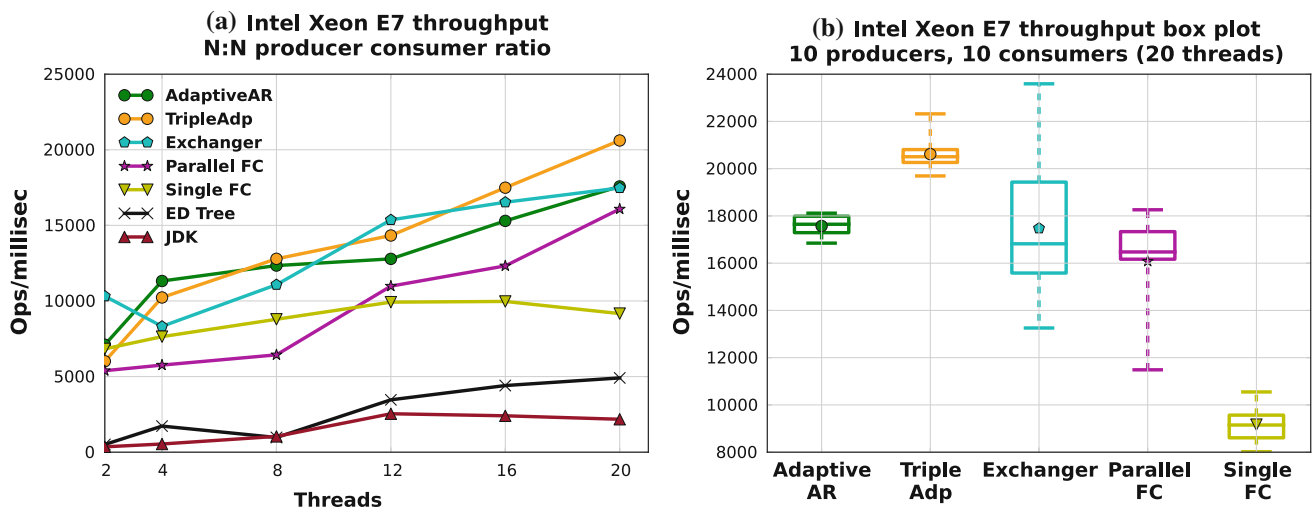 (a) Intel Xeon E7 throughput
N:N producer consumer ratio
25000
20000
15000
10000
5000
0
Ops/millisec
AdaptiveAR
TripleAdp
Exchanger
Parallel FC
Single FC
ED Tree
JDK
2 4 8 12 16 20
Threads
(b) Intel Xeon E7 throughput box plot
10 producers, 10 consumers (20 threads)
24000
22000
20000
18000
16000
14000
12000
10000
8000
Ops/millisec
Adaptive Triple Exchanger Parallel Single
AR Adp FC FC